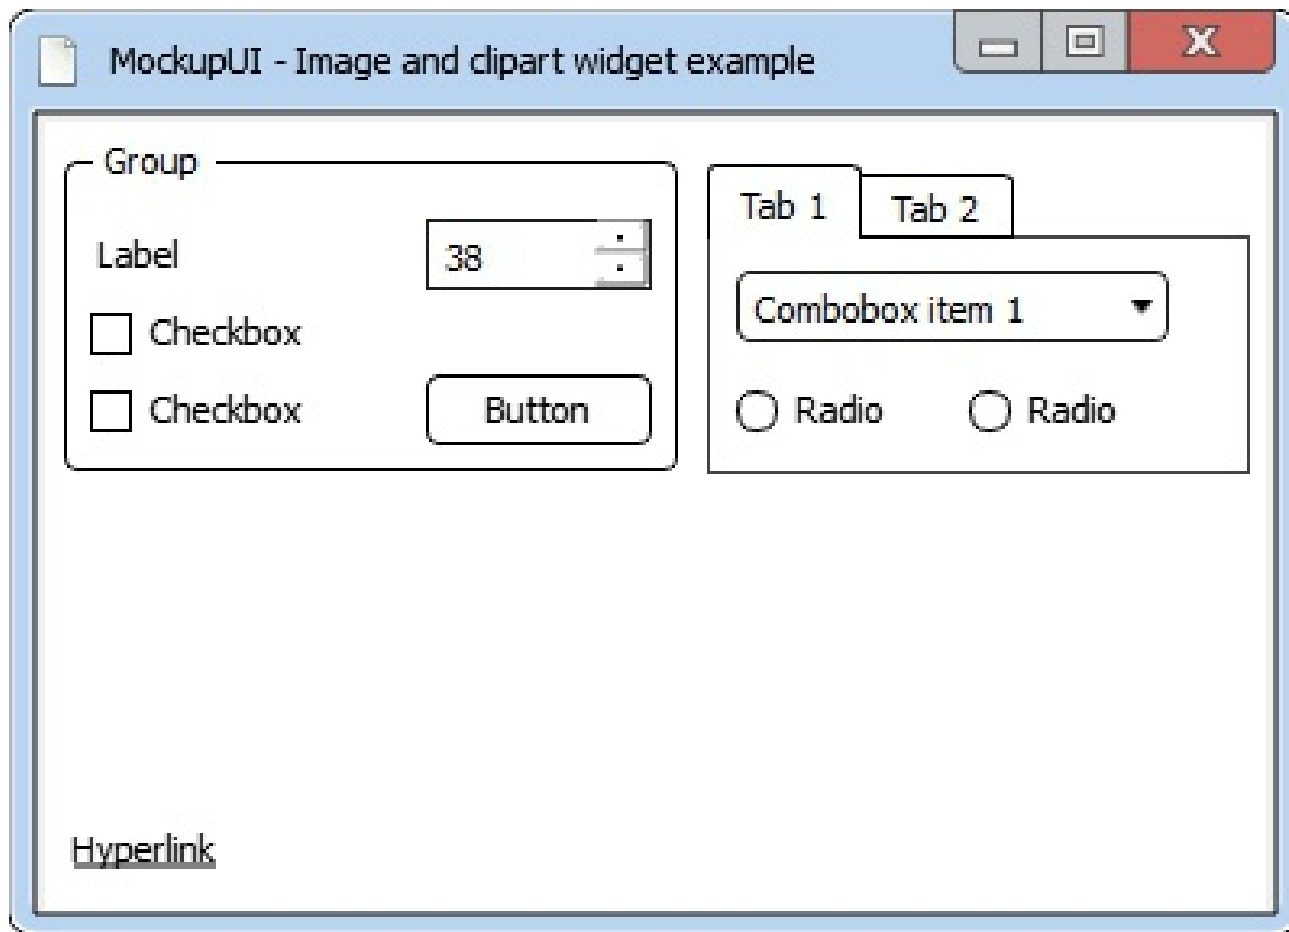 MockupUI - Image and clipart widget example
Group
Label
38
Checkbox
Checkbox
Button
Tab 1
Tab 2
Combobox item 1
Radio
Radio
Hyperlink